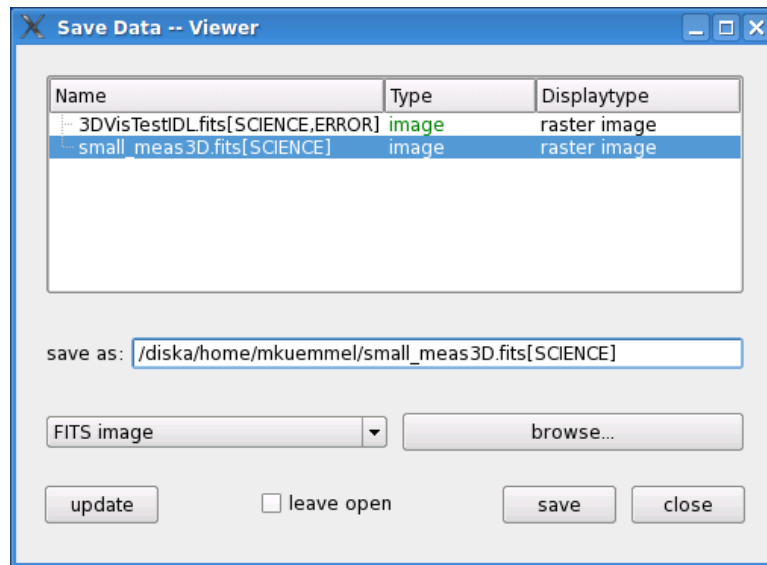 Save Data -- Viewer
Name Type Displaytype
3DVisTestIDL.fits[SCIENCE,ERROR] image raster image
small_meas3D.fits[SCIENCE] image raster image
save as: /diska/home/mkuemmel/small_meas3D.fits[SCIENCE]
FITS image browse...
update leave open save close